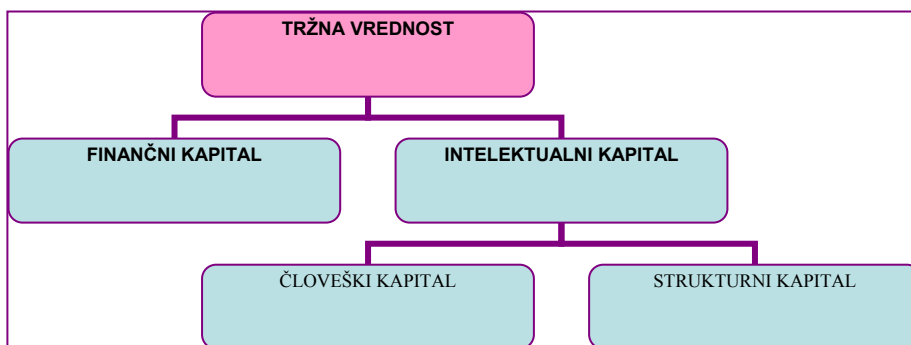 TRŽNA VREDNOST
FINANČNI KAPITAL
INTELEKTUALNI KAPITAL
ČLOVEŠKI KAPITAL
STRUKTURNI KAPITAL